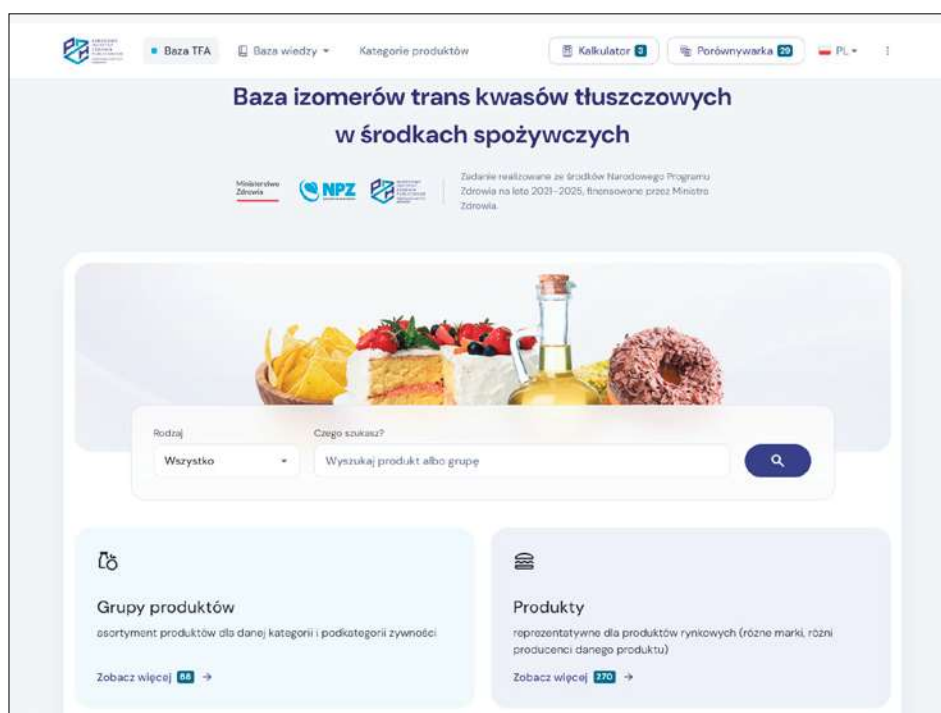 Baza TFA
Baza wiedzy
Kategorie produktów
Kalkulator 3
Porównywarka 29
PL
Baza izomerów trans kwasów tłuszczowych
w środkach spożywczych
Ministerstwo
Zdrowia
NPZ
Zadanie realizowane ze środków Narodowego Programu
Zdrowia na lata 2021-2025, finansowane przez Ministra
Zdrowia.
Rodzaj
Czego szukasz?
Wszystko
Wyszukaj produkt albo grupę
Grupy produktów
asortyment produktów dla danej kategorii i podkategorii żywności
Zobacz więcej 88
Produkty
reprezentatywne dla produktów rynkowych (różne marki, różni
producenci danego produktu)
Zobacz więcej 270